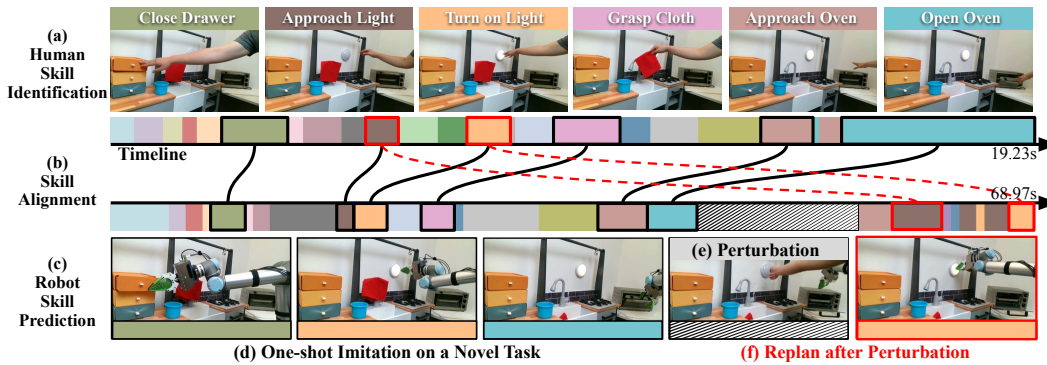 (a)
Human
Skill
Identification
Close Drawer
Approach Light
Turn on Light
Grasp Cloth
Approach Oven
Open Oven
Timeline
19.23s
(b)
Skill
Alignment
68.97s
(c)
Robot
Skill
Prediction
(e) Perturbation
(d) One-shot Imitation on a Novel Task
(f) Replan after Perturbation